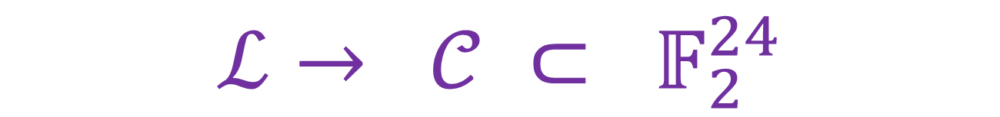 ℒ → 𝒞 ⊂ 𝔽₂²⁴